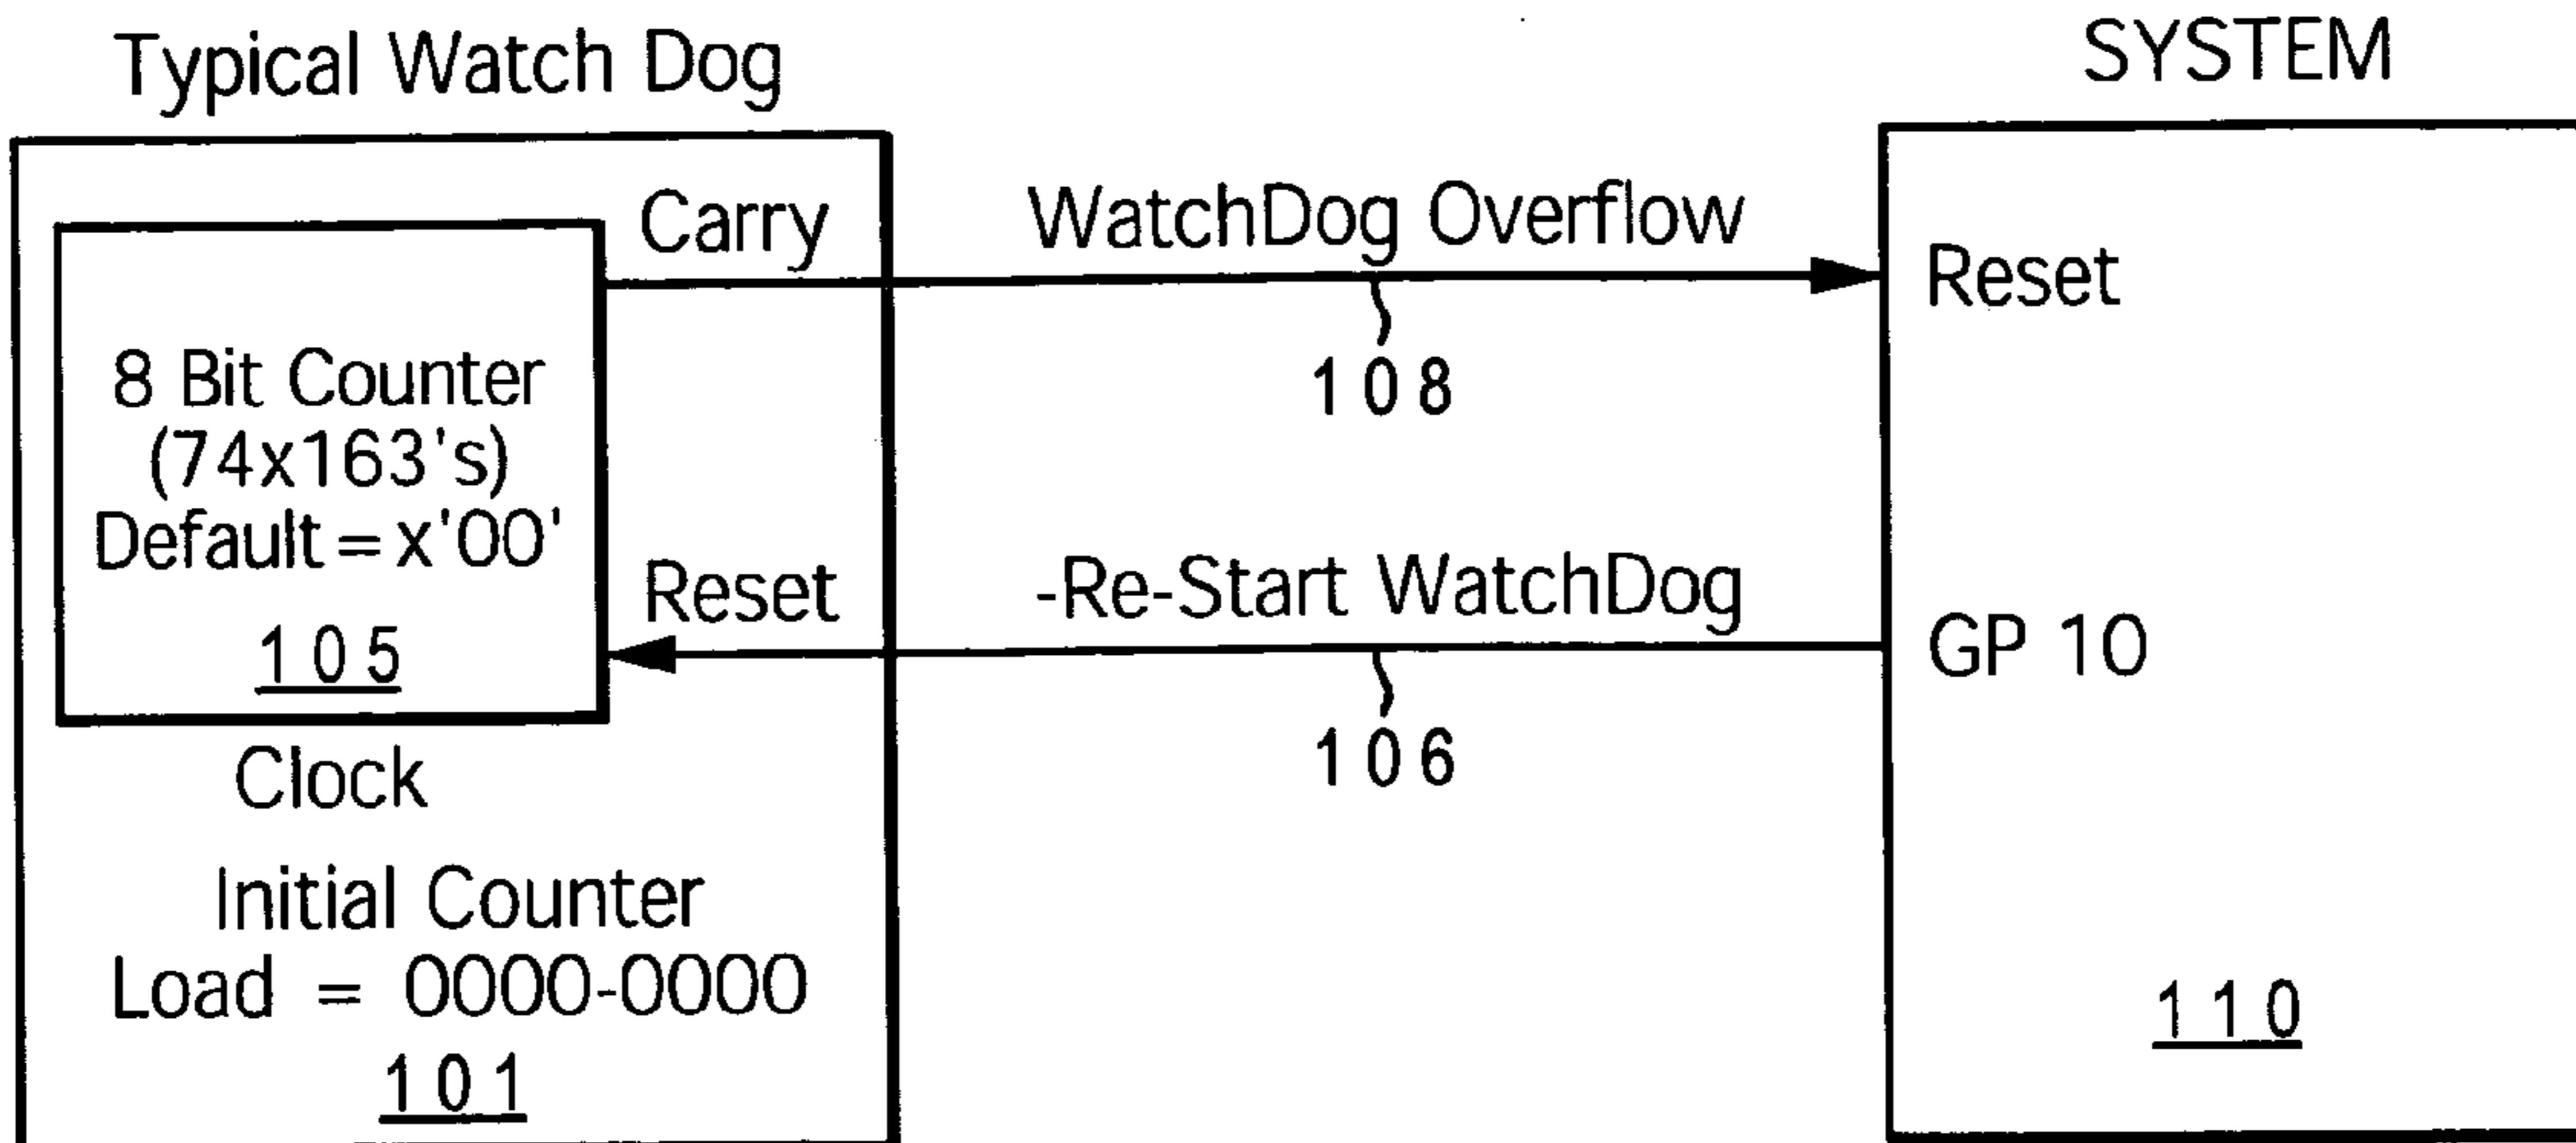 Typical Watch Dog
SYSTEM
Carry
WatchDog Overflow
Reset
108
8 Bit Counter
(74x163's)
Default = x'00'
105
Reset
-Re-Start WatchDog
GP 10
106
Clock
Initial Counter
Load = 0000-0000
101
110